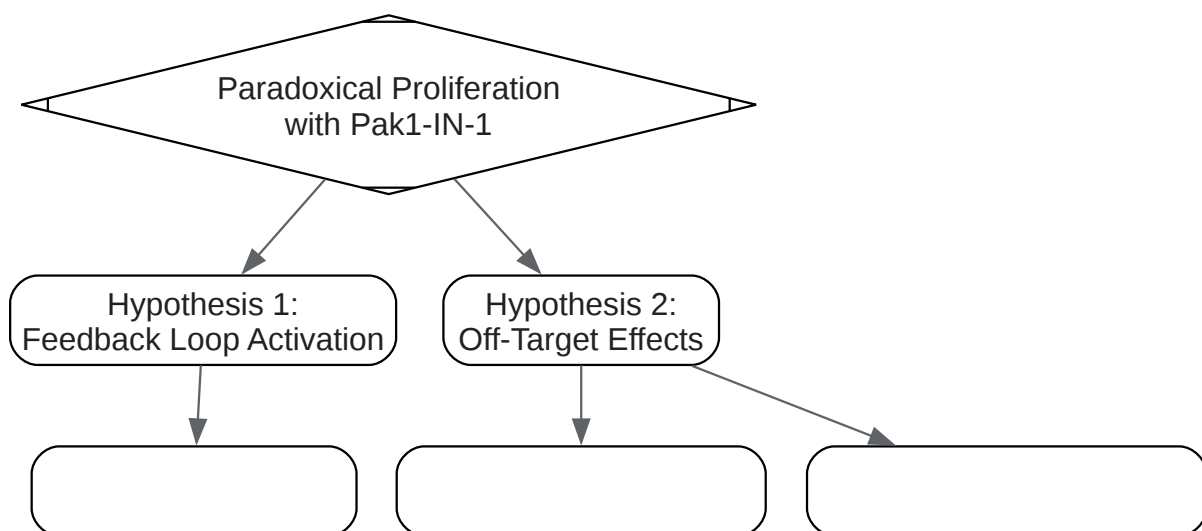 Paradoxical Proliferation
with Pak1-IN-1
Hypothesis 1:
Feedback Loop Activation
Hypothesis 2:
Off-Target Effects